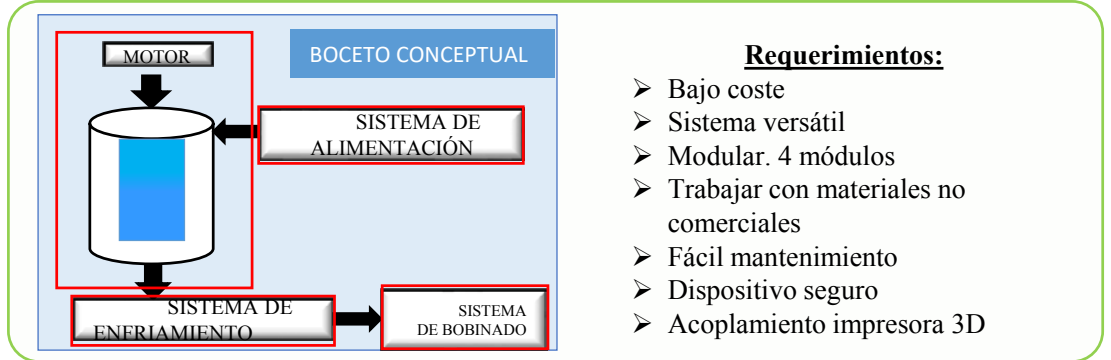 BOCETO CONCEPTUAL
MOTOR
SISTEMA DE
ALIMENTACIÓN
SISTEMA DE
ENFRIAMIENTO
SISTEMA
DE BOBINADO
Requerimientos:
➢ Bajo coste
➢ Sistema versátil
➢ Modular. 4 módulos
➢ Trabajar con materiales no
comerciales
➢ Fácil mantenimiento
➢ Dispositivo seguro
➢ Acoplamiento impresora 3D